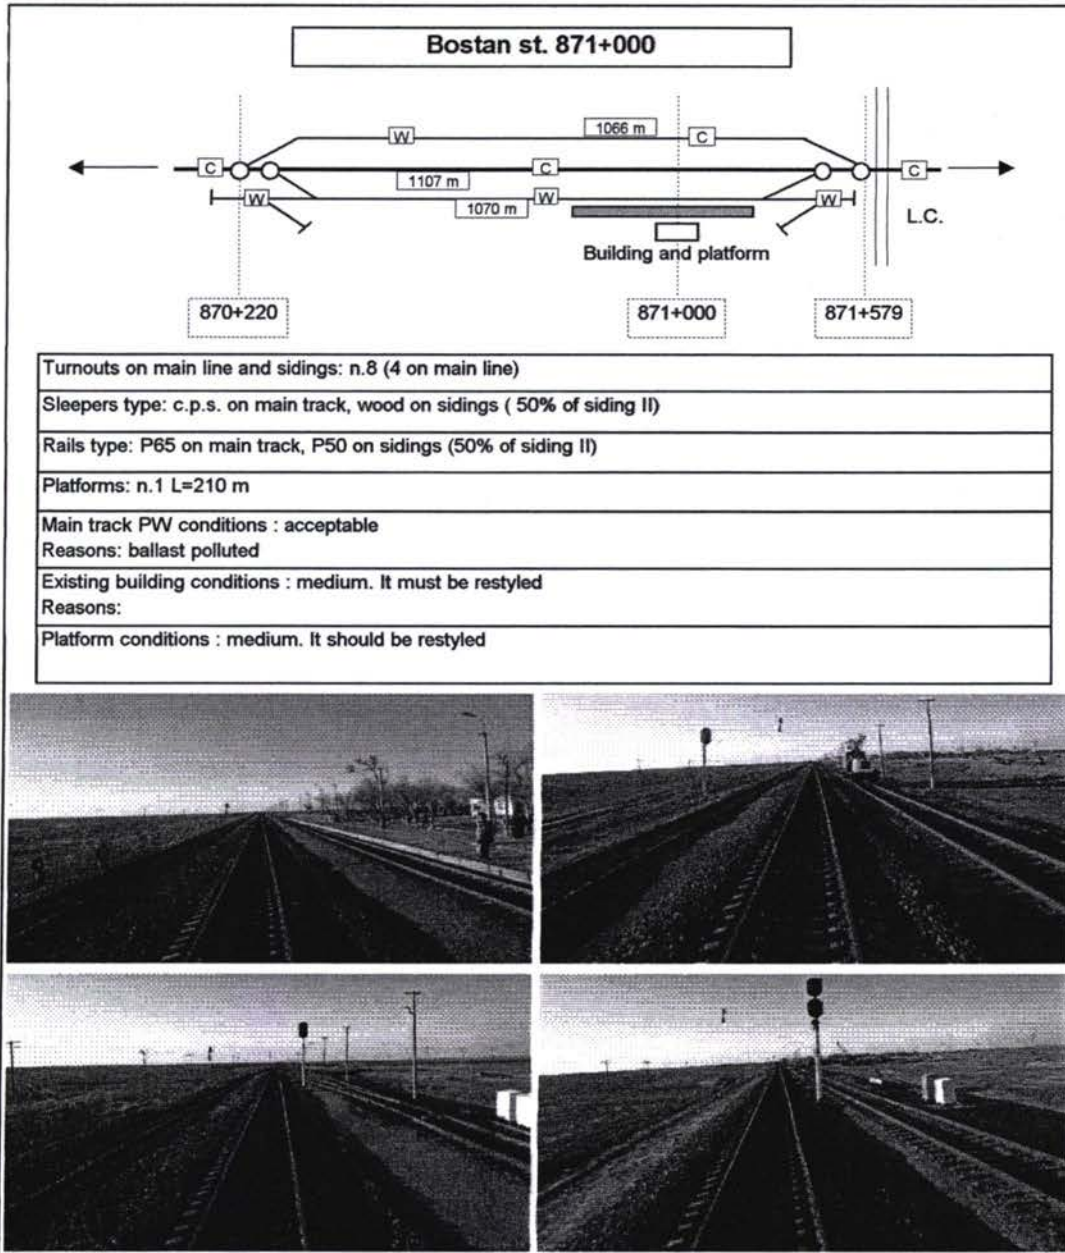 Bostan st. 871+000
1066 m
W
C
C
C
C
1107 m
W
W
W
1070 m
L.C.
Building and platform
870+220
871+000
871+579
Turnouts on main line and sidings: n.8 (4 on main line)
Sleepers type: c.p.s. on main track, wood on sidings ( 50% of siding II)
Rails type: P65 on main track, P50 on sidings (50% of siding II)
Platforms: n.1 L=210 m
Main track PW conditions : acceptable
Reasons: ballast polluted
Existing building conditions : medium. It must be restyled
Reasons:
Platform conditions : medium. It should be restyled